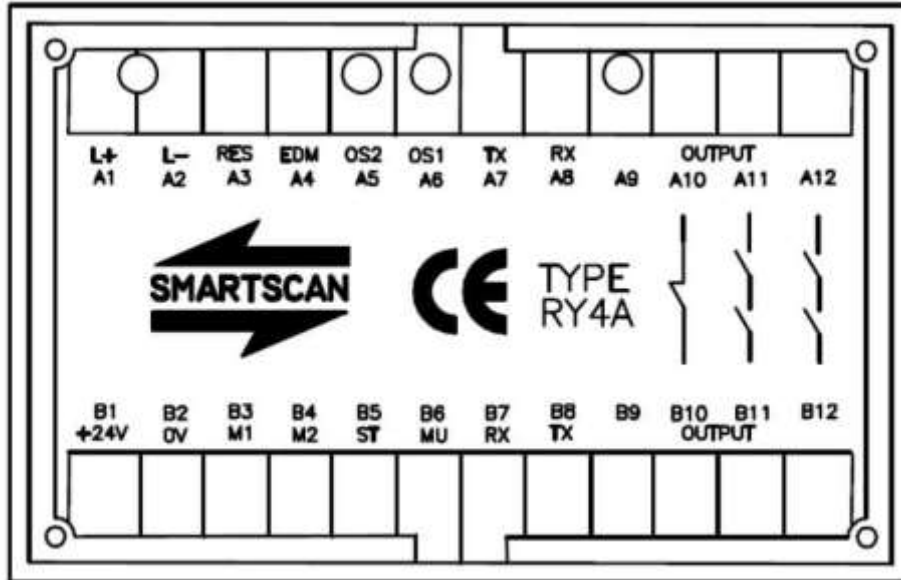 L+ L- RES EDM OS2 OS1 TX RX OUTPUT
A1 A2 A3 A4 A5 A6 A7 A8 A9 A10 A11 A12
SMARTSCAN
CE
TYPE
RY4A
B1 B2 B3 B4 B5 B6 B7 B8 B9 B10 B11 B12
+24V 0V M1 M2 ST MU RX TX OUTPUT